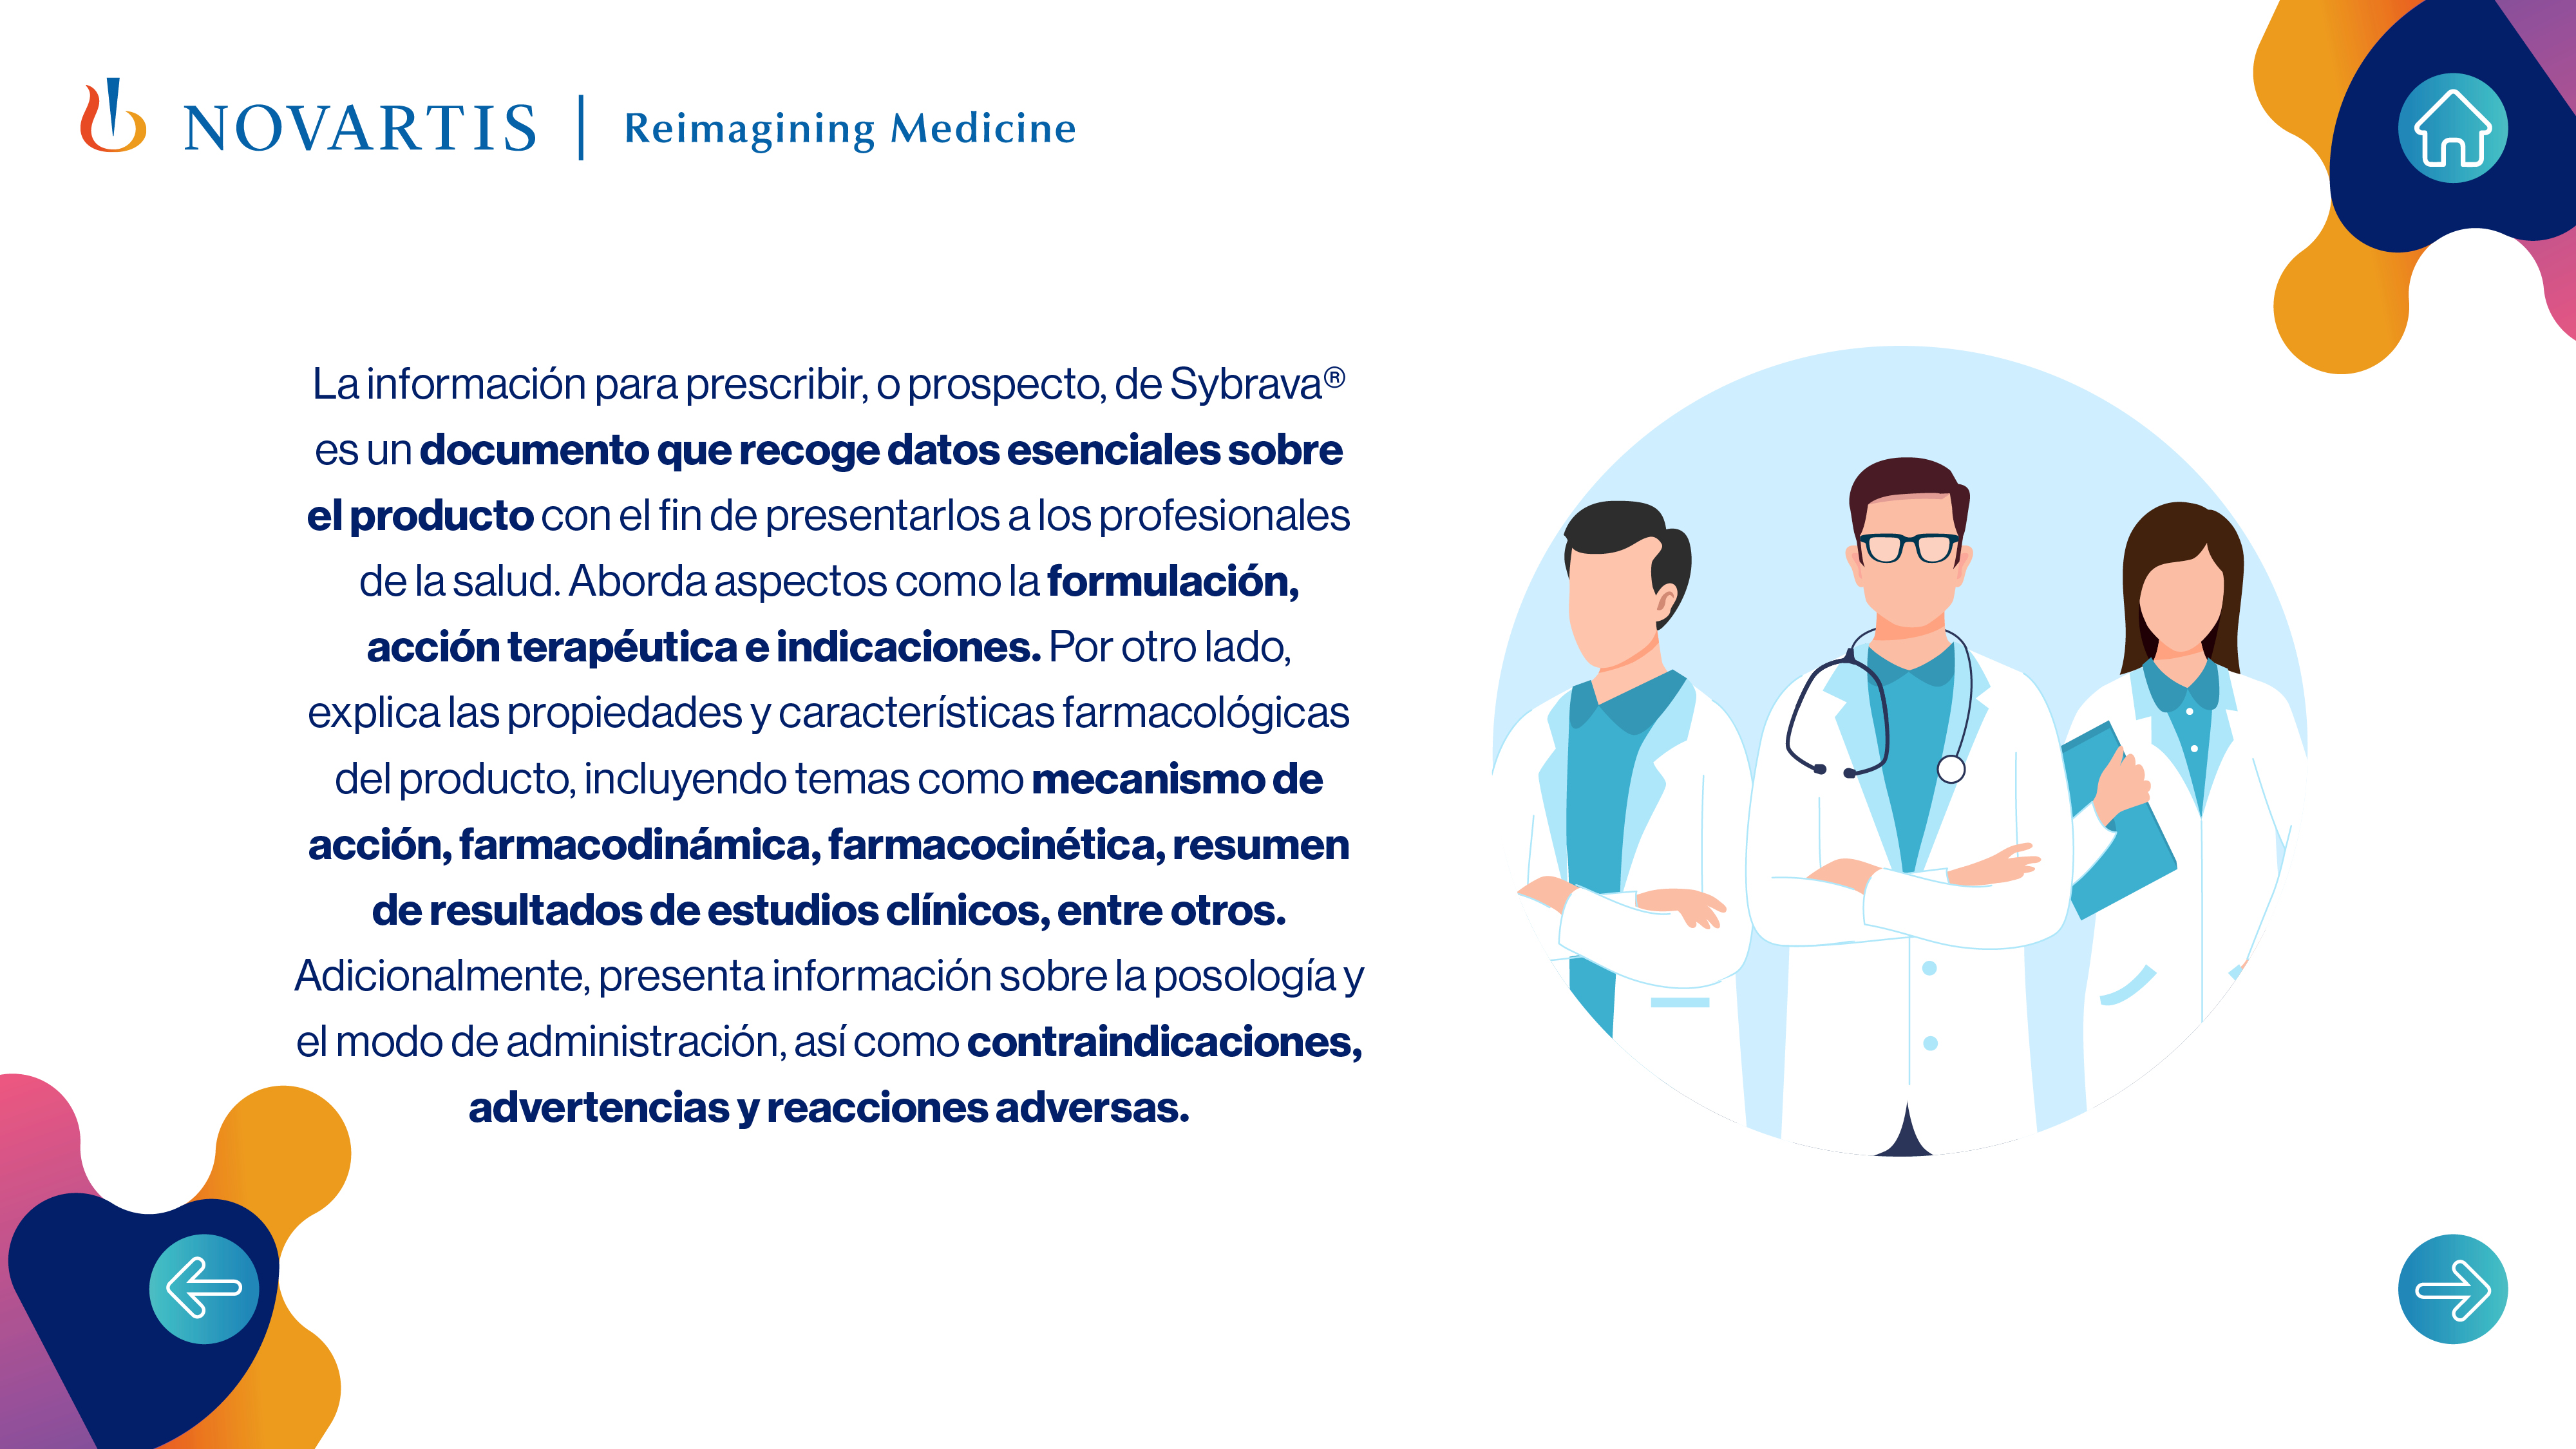 NOVARTIS | Reimagining Medicine
La información para prescribir, o prospecto, de Sybrava®
es un documento que recoge datos esenciales sobre
el producto con el fin de presentarlos a los profesionales
de la salud. Aborda aspectos como la formulación,
acción terapéutica e indicaciones. Por otro lado,
explica las propiedades y características farmacológicas
del producto, incluyendo temas como mecanismo de
acción, farmacodinámica, farmacocinética, resumen
de resultados de estudios clínicos, entre otros.
Adicionalmente, presenta información sobre la posología y
el modo de administración, así como contraindicaciones,
advertencias y reacciones adversas.